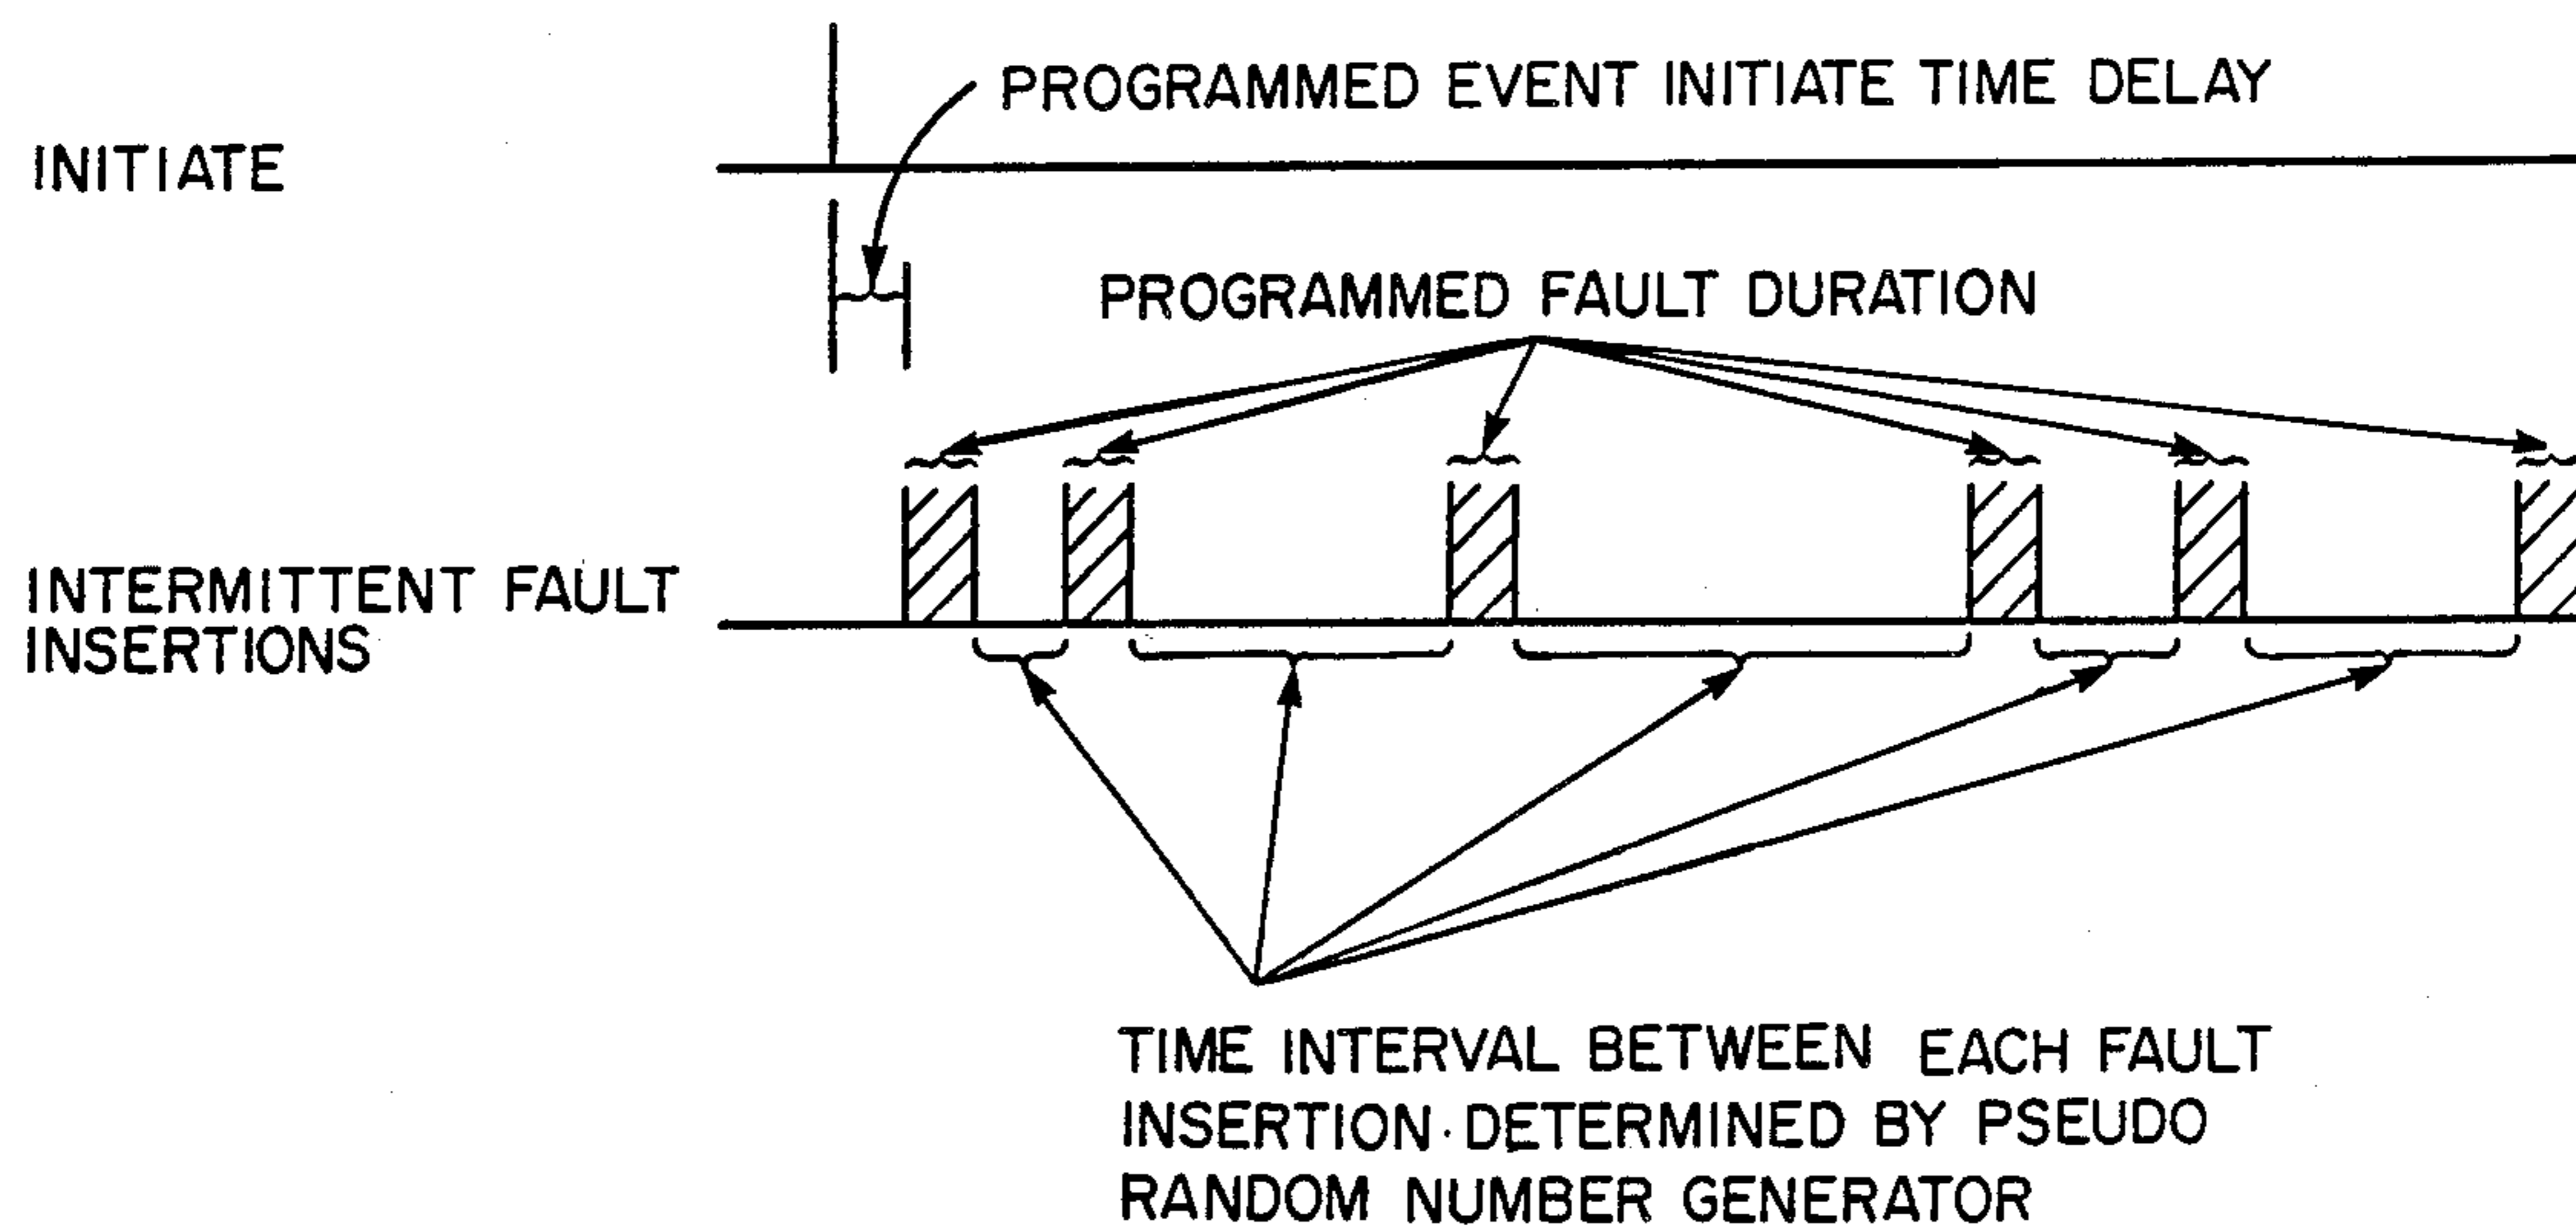 PROGRAMMED EVENT INITIATE TIME DELAY
INITIATE
PROGRAMMED FAULT DURATION
INTERMITTENT FAULT
INSERTIONS
TIME INTERVAL BETWEEN EACH FAULT
INSERTION DETERMINED BY PSEUDO
RANDOM NUMBER GENERATOR